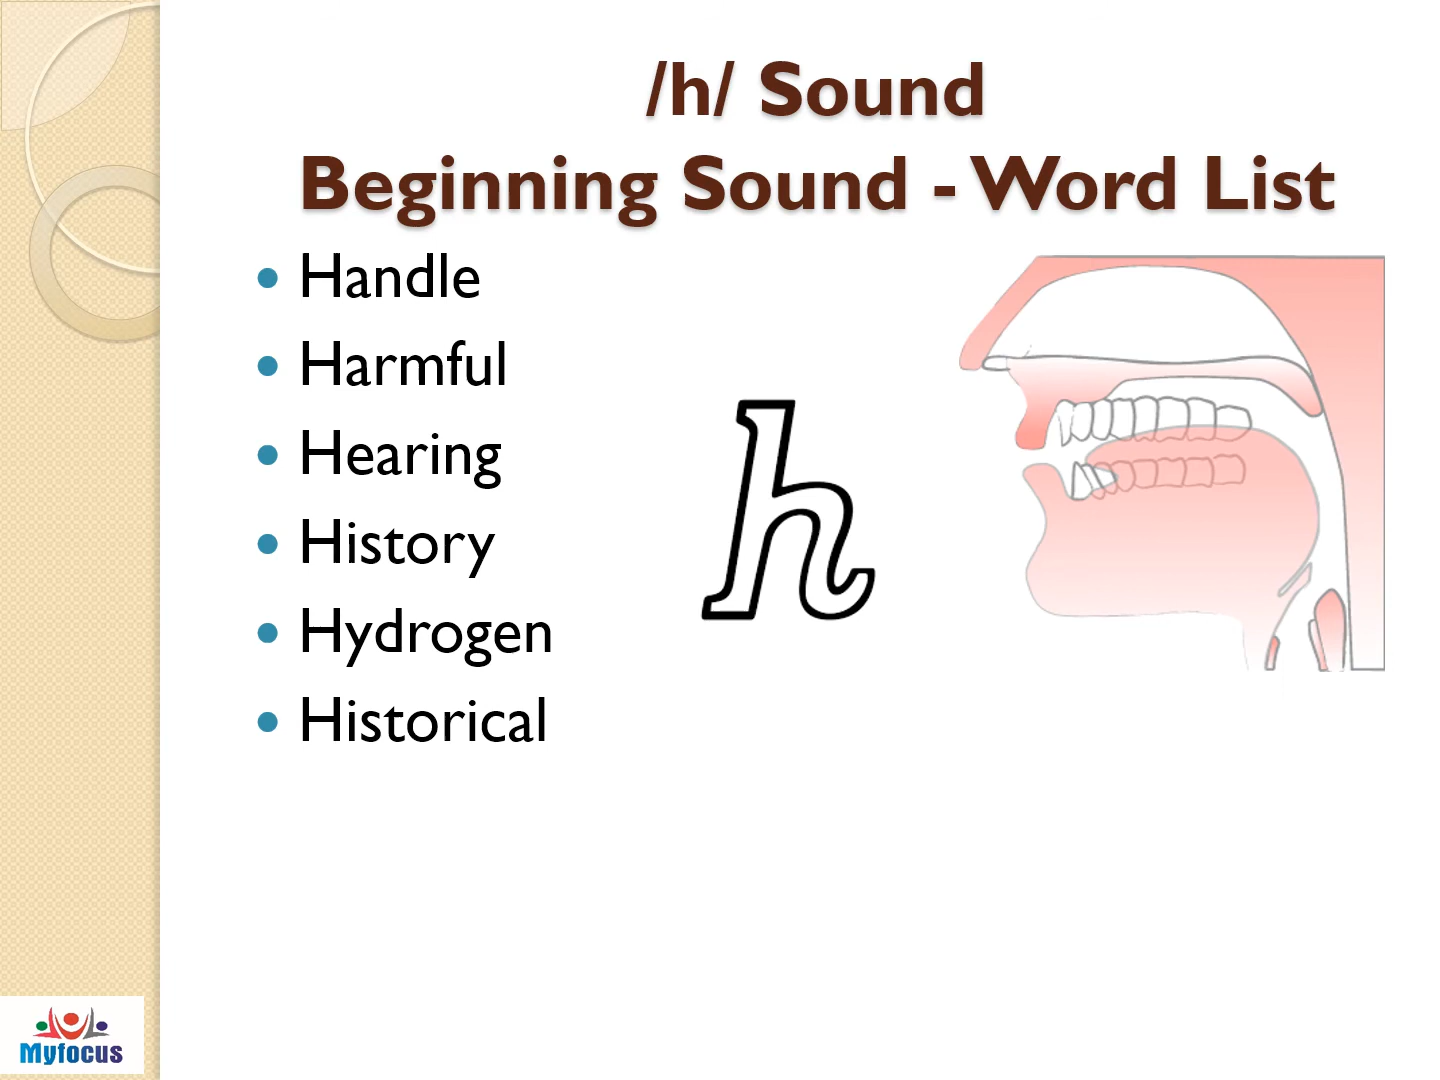 /h/ Sound
Beginning Sound - Word List
Handle
Harmful
Hearing
History
Hydrogen
Historical
h
Myfocus